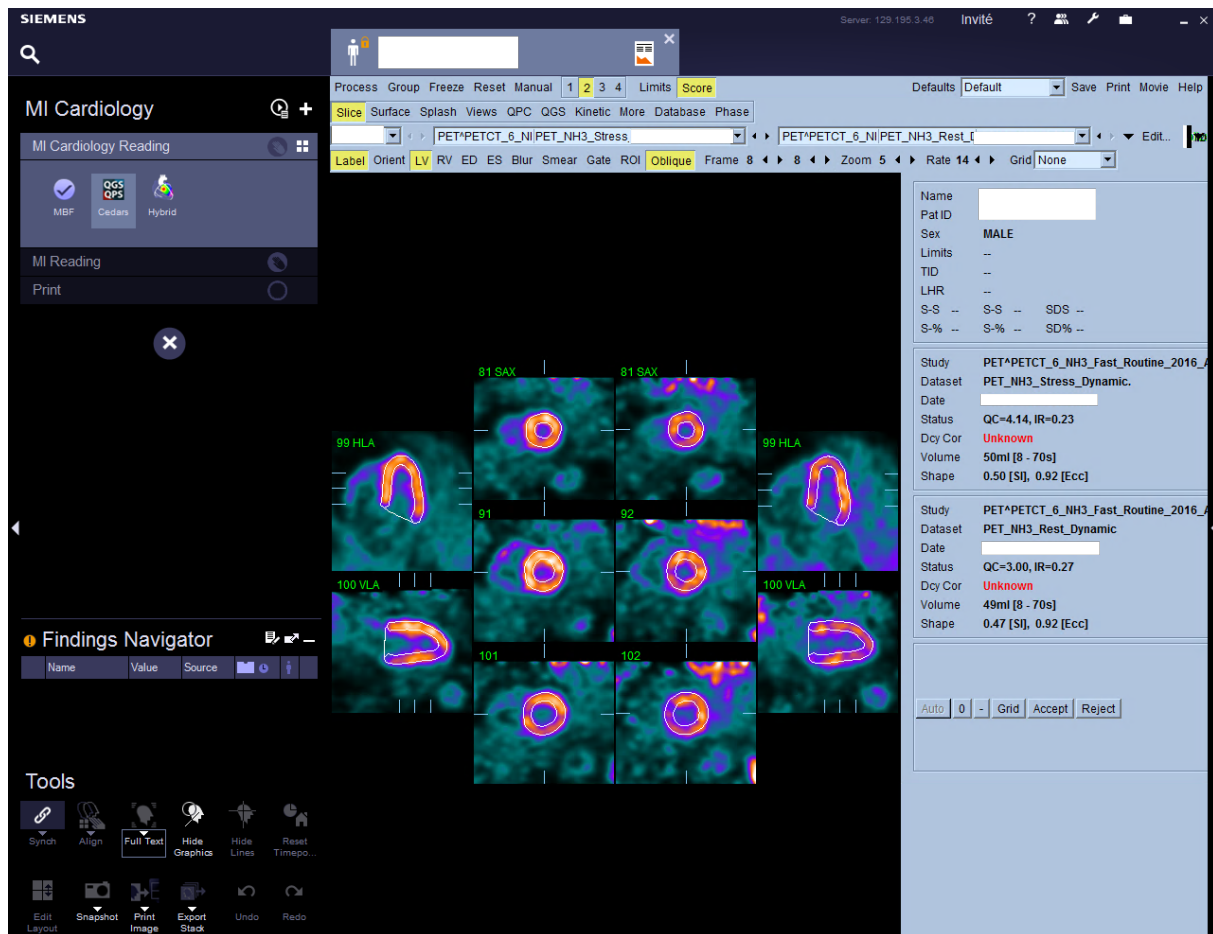 SIEMENS
Server: 129.195.3.46 Invité ?
Process Group Freeze Reset Manual 1 2 3 4 Limits Score Defaults Default Save Print Movie Help
MI Cardiology
Slice Surface Splash Views QPC QGS Kinetic More Database Phase
PET^PETCT_6_NI PET_NH3_Stress PET^PETCT_6_NI PET_NH3_Rest_D Edit...
MI Cardiology Reading
Label Orient LV RV ED ES Blur Smear Gate ROI Oblique Frame 8 8 Zoom 5 Rate 14 Grid None
QGS
QPS
MBF Cedars Hybrid
MI Reading
Print
Name
Pat ID
Sex MALE
Limits --
TID --
LHR --
S-S -- S-S -- SDS --
S-% -- S-% -- SD% --
Study PET^PETCT_6_NH3_Fast_Routine_2016_A
Dataset PET_NH3_Stress_Dynamic.
Date
Status QC=4.14, IR=0.23
Dcy Cor Unknown
Volume 50ml [8 - 70s]
Shape 0.50 [SI], 0.92 [Ecc]
Study PET^PETCT_6_NH3_Fast_Routine_2016_A
Dataset PET_NH3_Rest_Dynamic
Date
Status QC=3.00, IR=0.27
Dcy Cor Unknown
Volume 49ml [8 - 70s]
Shape 0.47 [SI], 0.92 [Ecc]
Auto 0 - Grid Accept Reject
81 SAX 81 SAX
99 HLA 99 HLA
91 92
100 VLA 100 VLA
101 102
Findings Navigator
Name Value Source
Tools
Synch Align Full Text Hide Graphics Hide Lines Reset Timepo...
Edit Layout Snapshot Print Image Export Stack Undo Redo